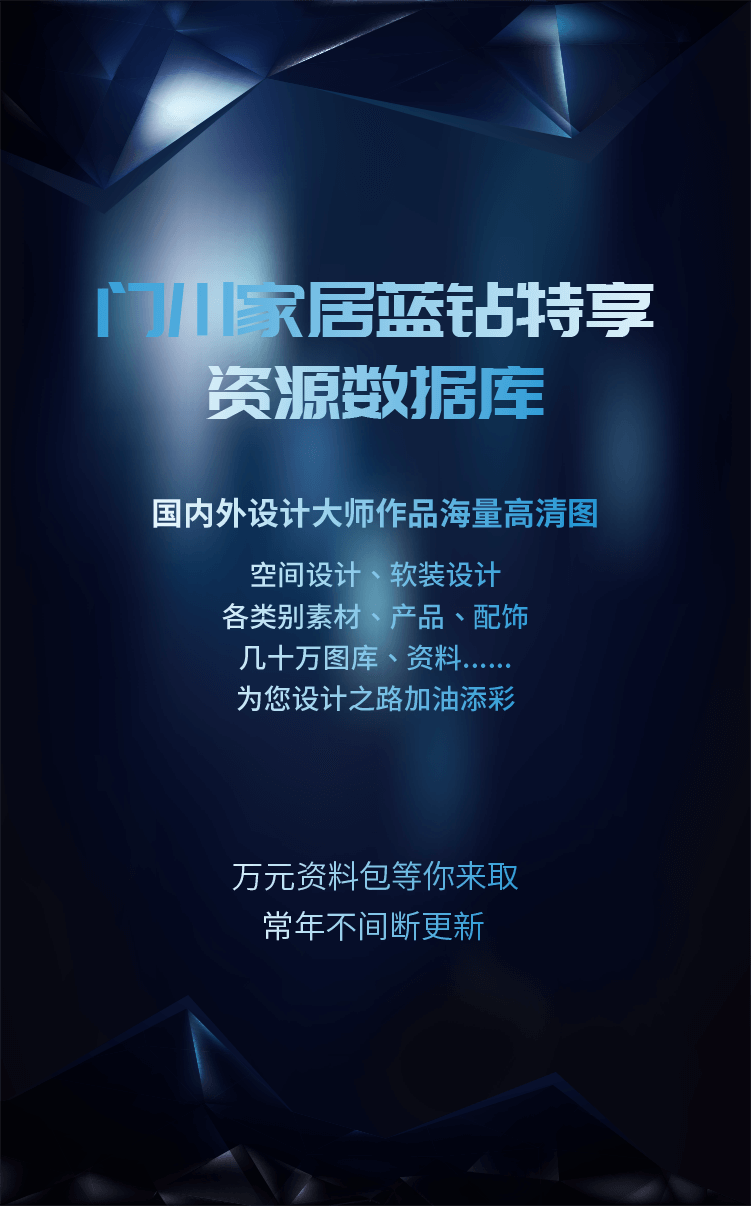 门川家居蓝钻特享
资源数据库
国内外设计大师作品海量高清图
空间设计、软装设计
各类别素材、产品、配饰
几十万图库、资料......
为您设计之路加油添彩
万元资料包等你来取
常年不间断更新